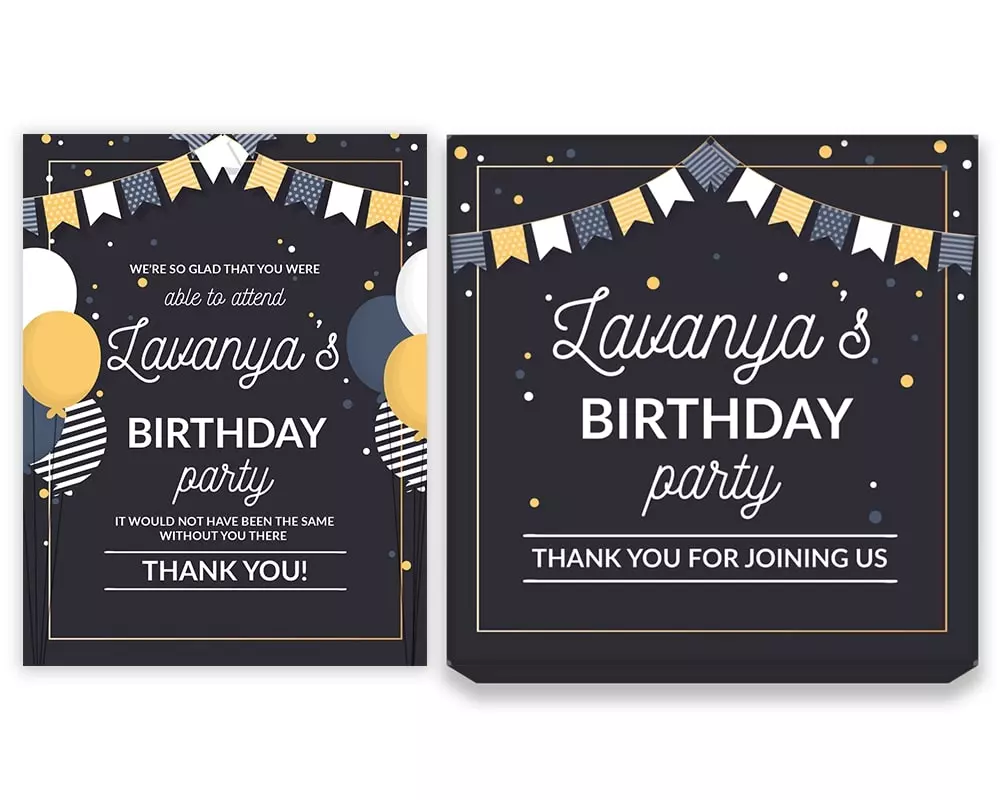 WE'RE SO GLAD THAT YOU WERE
able to attend
Lavanya's
BIRTHDAY
party
IT WOULD NOT HAVE BEEN THE SAME
WITHOUT YOU THERE
THANK YOU!
Lavanya's
BIRTHDAY
party
THANK YOU FOR JOINING US